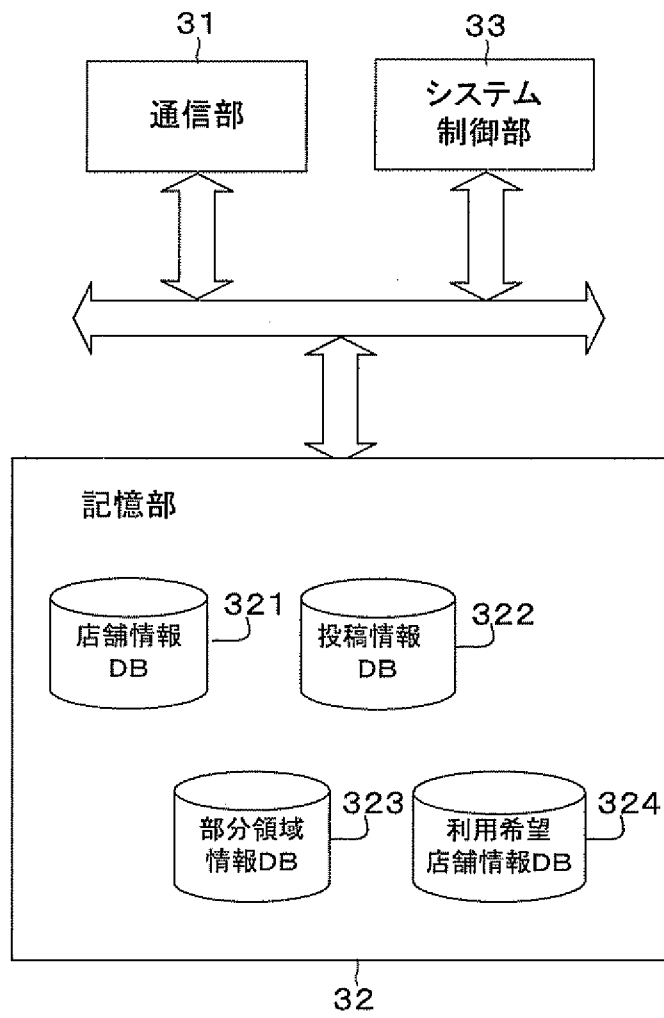 31
33
通信部
システム
制御部
記憶部
店舗情報
DB
321
投稿情報
DB
322
部分領域
情報DB
323
利用希望
店舗情報DB
324
32